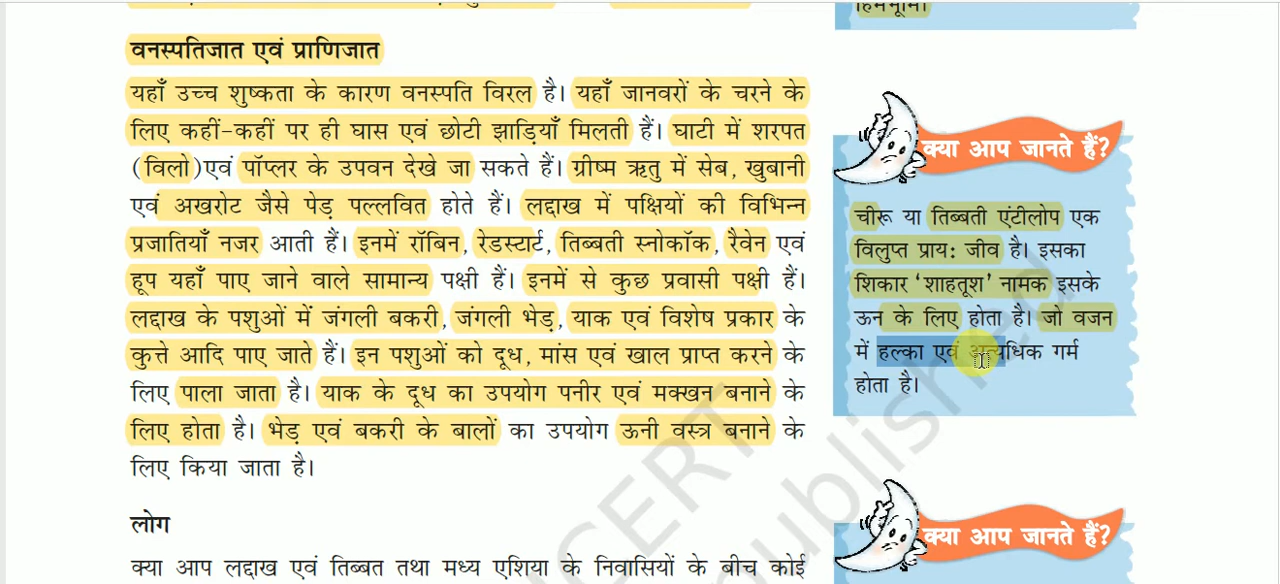 हिमभूमि।
वनस्पतिजात एवं प्राणिजात
यहाँ उच्च शुष्कता के कारण वनस्पति विरल है। यहाँ जानवरों के चरने के
लिए कहीं-कहीं पर ही घास एवं छोटी झाड़ियाँ मिलती हैं। घाटी में शरपत
(विलो)एवं पॉप्लर के उपवन देखे जा सकते हैं। ग्रीष्म ऋतु में सेब, खुबानी
एवं अखरोट जैसे पेड़ पल्लवित होते हैं। लद्दाख में पक्षियों की विभिन्न
प्रजातियाँ नजर आती हैं। इनमें रॉबिन, रेडस्टार्ट, तिब्बती स्नोकॉक, रैवेन एवं
हूप यहाँ पाए जाने वाले सामान्य पक्षी हैं। इनमें से कुछ प्रवासी पक्षी हैं।
लद्दाख के पशुओं में जंगली बकरी, जंगली भेड़, याक एवं विशेष प्रकार के
कुत्ते आदि पाए जाते हैं। इन पशुओं को दूध, मांस एवं खाल प्राप्त करने के
लिए पाला जाता है। याक के दूध का उपयोग पनीर एवं मक्खन बनाने के
लिए होता है। भेड़ एवं बकरी के बालों का उपयोग ऊनी वस्त्र बनाने के
लिए किया जाता है।
लोग
क्या आप लद्दाख एवं तिब्बत तथा मध्य एशिया के निवासियों के बीच कोई
क्या आप जानते हैं?
चीरू या तिब्बती एंटीलोप एक
विलुप्त प्राय: जीव है। इसका
शिकार ‘शाहतूश’ नामक इसके
ऊन के लिए होता है। जो वजन
में हल्का एवं अत्यधिक गर्म
होता है।
क्या आप जानते हैं?